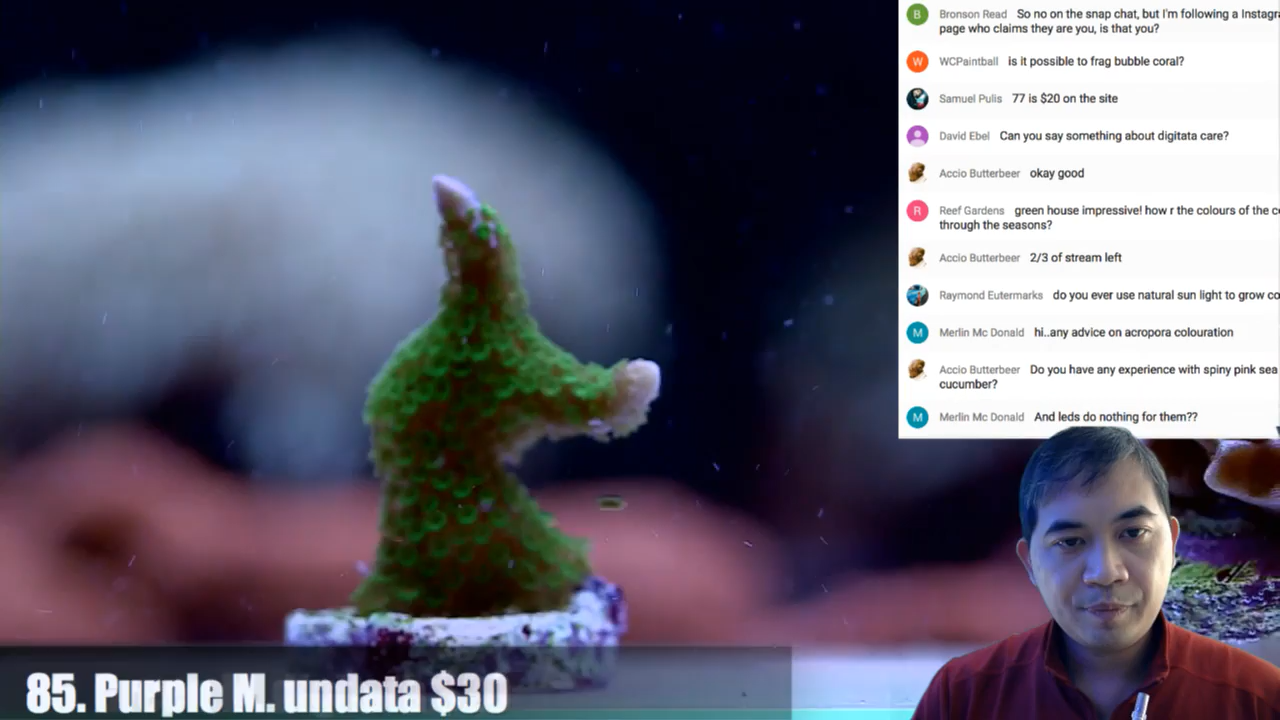 B Bronson Read So no on the snap chat, but I'm following a Instagra
page who claims they are you, is that you?
W WCPaintball is it possible to frag bubble coral?
Samuel Pulis 77 is $20 on the site
David Ebel Can you say something about digitata care?
Accio Butterbeer okay good
R Reef Gardens green house impressive! how r the colours of the c
through the seasons?
Accio Butterbeer 2/3 of stream left
Raymond Eutermarks do you ever use natural sun light to grow co
M Merlin Mc Donald hi..any advice on acropora colouration
Accio Butterbeer Do you have any experience with spiny pink sea
cucumber?
M Merlin Mc Donald And leds do nothing for them??
85. Purple M. undata $30